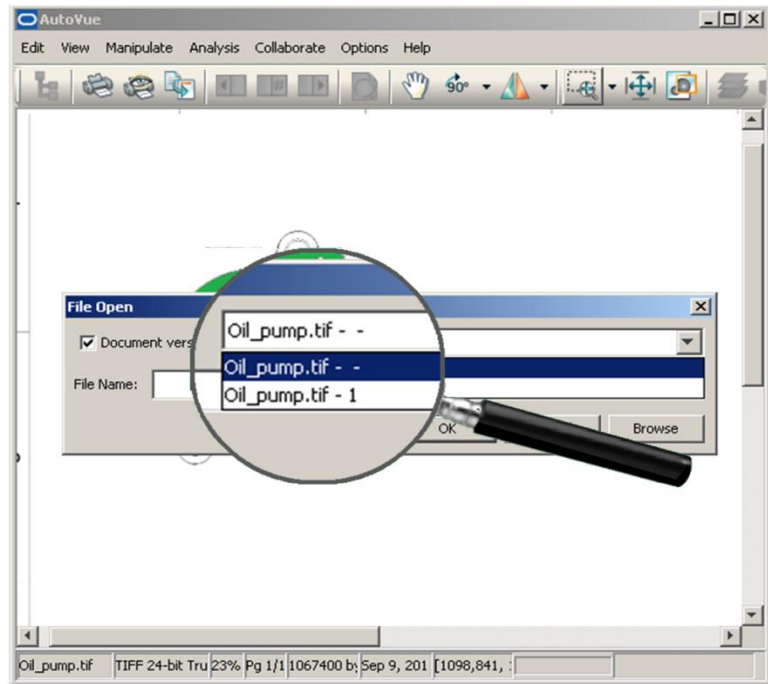 AutoVue
Edit View Manipulate Analysis Collaborate Options Help
90°
File Open
Document vers
Oil_pump.tif - -
Oil_pump.tif - -
Oil_pump.tif - 1
File Name:
OK
Browse
Oil_pump.tif TIFF 24-bit Tru 23% Pg 1/1 1067400 by Sep 9, 201 [1098,841, :